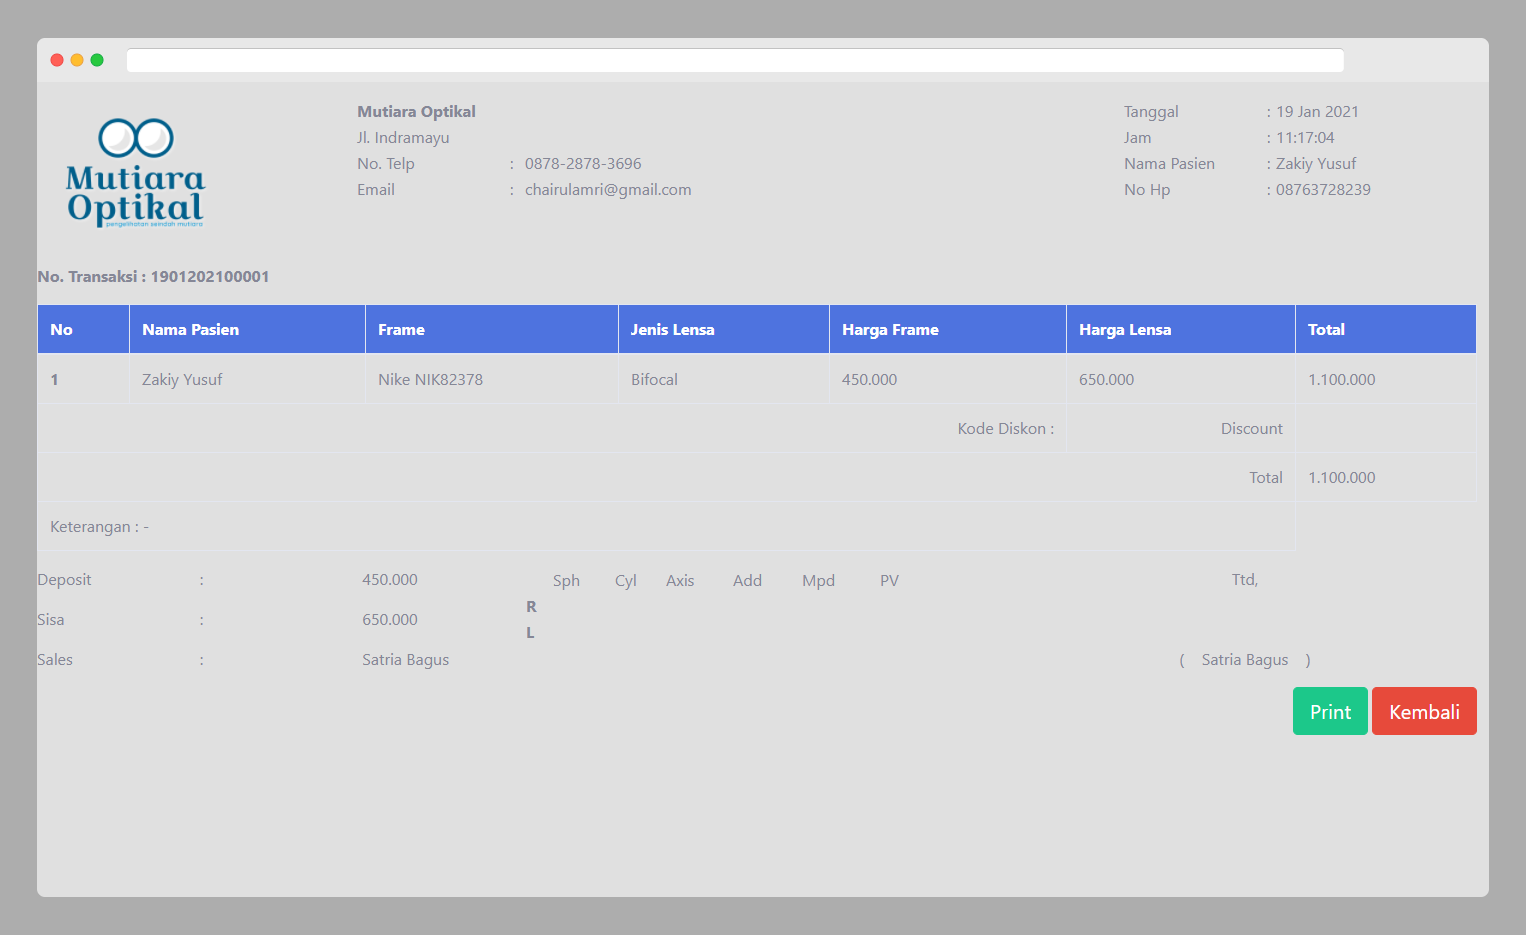 Mutiara
Optikal
pengelihatan seindah mutiara
Mutiara Optikal
Jl. Indramayu
No. Telp : 0878-2878-3696
Email : chairulamri@gmail.com
Tanggal : 19 Jan 2021
Jam : 11:17:04
Nama Pasien : Zakiy Yusuf
No Hp : 08763728239
No. Transaksi : 1901202100001
No Nama Pasien Frame Jenis Lensa Harga Frame Harga Lensa Total
1 Zakiy Yusuf Nike NIK82378 Bifocal 450.000 650.000 1.100.000
Kode Diskon : Discount
Total 1.100.000
Keterangan : -
Deposit : 450.000
Sisa : 650.000
Sales : Satria Bagus
Sph Cyl Axis Add Mpd PV
R
L
Ttd,
( Satria Bagus )
Print Kembali